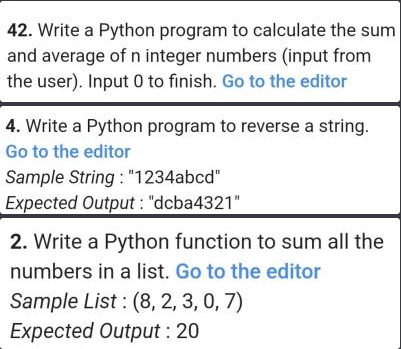 42. Write a Python program to calculate the sum
and average of n integer numbers (input from
the user). Input 0 to finish. Go to the editor
4. Write a Python program to reverse a string.
Go to the editor
Sample String : "1234abcd"
Expected Output : "dcba4321"
2. Write a Python function to sum all the
numbers in a list. Go to the editor
Sample List : (8, 2, 3, 0, 7)
Expected Output : 20